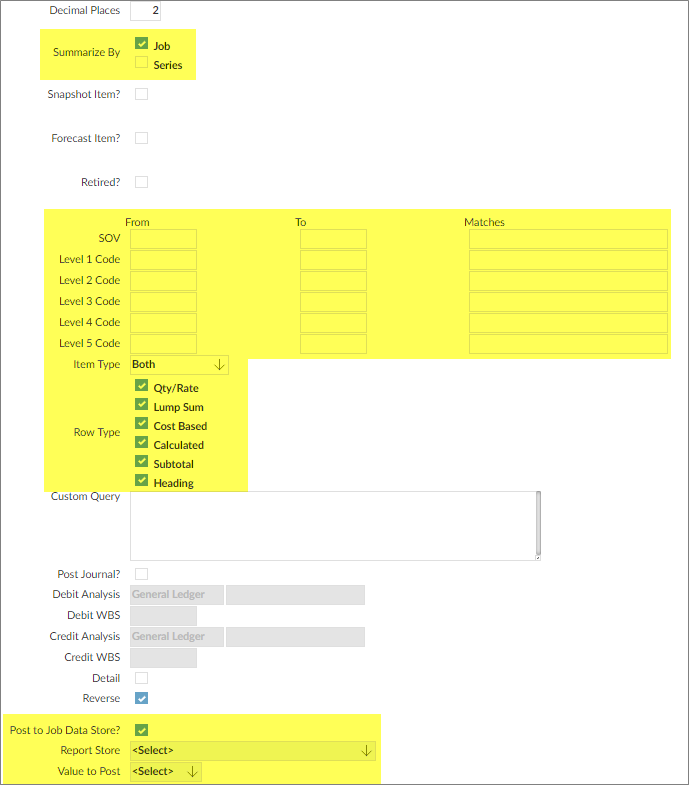 Decimal Places 2
Summarize By
Job
Series
Snapshot Item?
Forecast Item?
Retired?
From To Matches
SOV
Level 1 Code
Level 2 Code
Level 3 Code
Level 4 Code
Level 5 Code
Item Type Both
Row Type
Qty/Rate
Lump Sum
Cost Based
Calculated
Subtotal
Heading
Custom Query
Post Journal?
Debit Analysis General Ledger
Debit WBS
Credit Analysis General Ledger
Credit WBS
Detail
Reverse
Post to Job Data Store?
Report Store <Select>
Value to Post <Select>